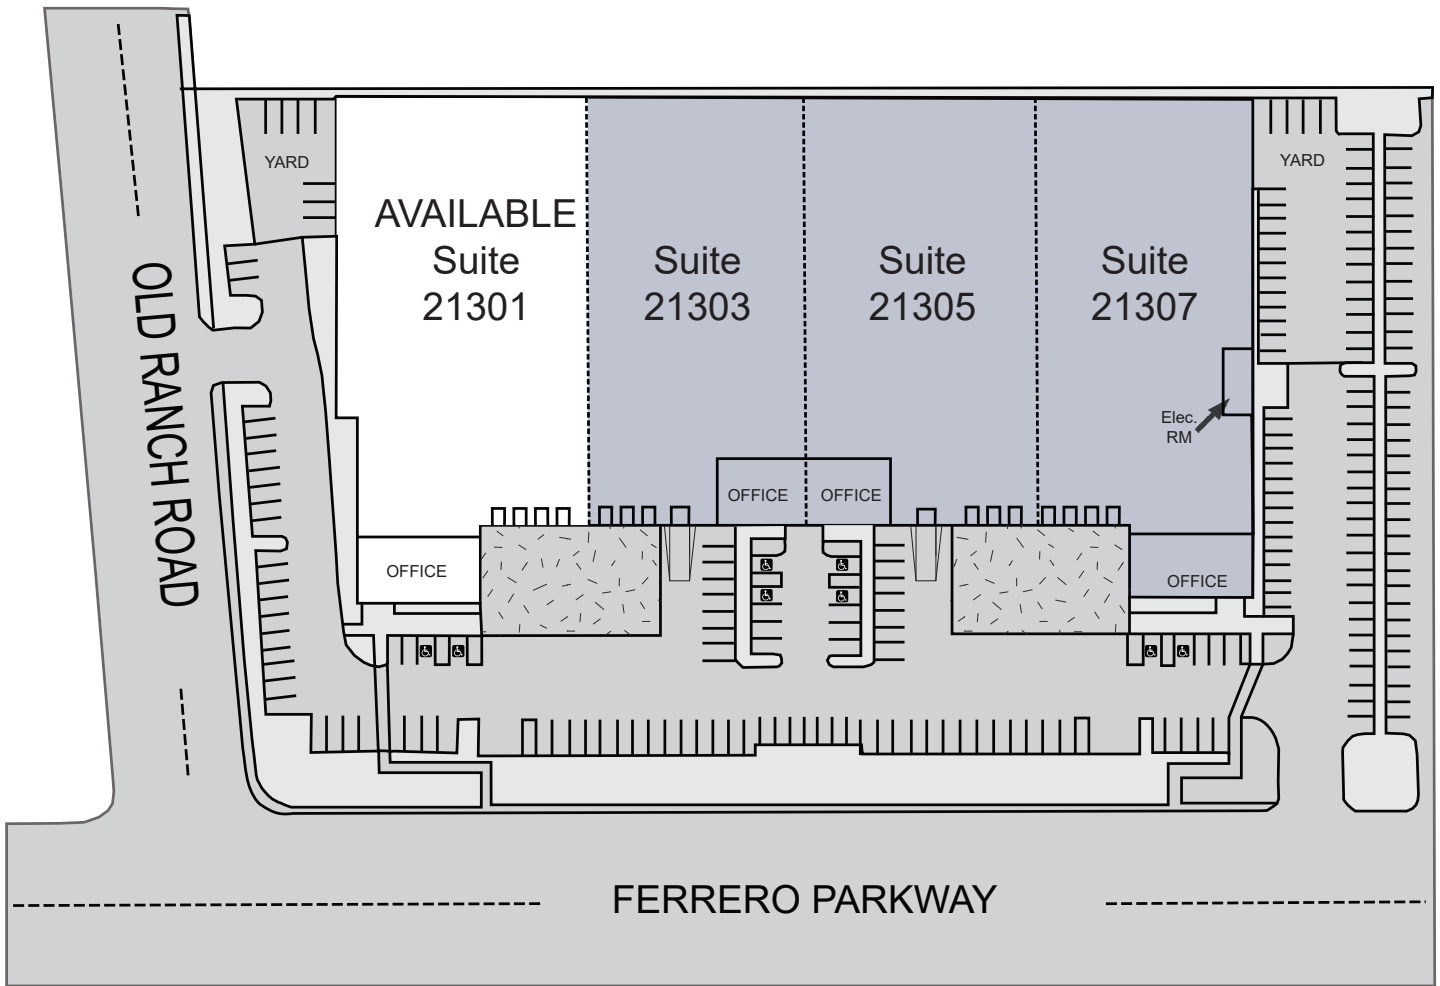 YARD
YARD
AVAILABLE
Suite
21301
Suite
21303
Suite
21305
Suite
21307
OLD RANCH ROAD
Elec.
RM
OFFICE
OFFICE
OFFICE
OFFICE
FERRERO PARKWAY